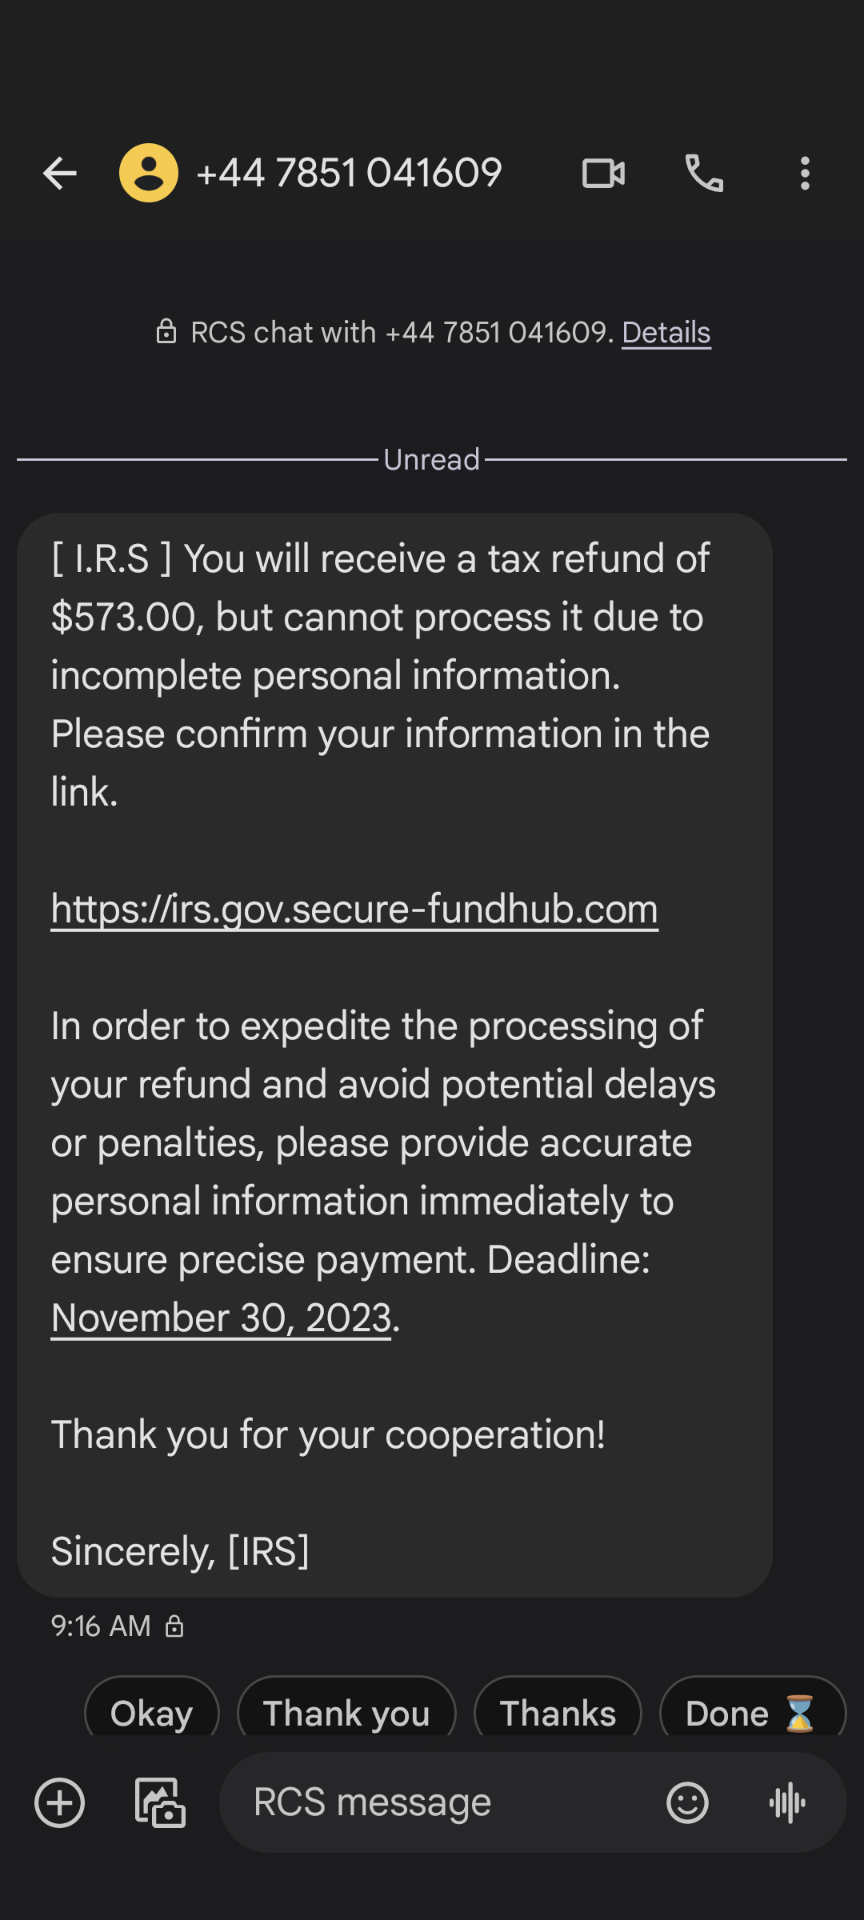 +44 7851 041609
RCS chat with +44 7851 041609. Details
Unread
[ I.R.S ] You will receive a tax refund of
$573.00, but cannot process it due to
incomplete personal information.
Please confirm your information in the
link.
https://irs.gov.secure-fundhub.com
In order to expedite the processing of
your refund and avoid potential delays
or penalties, please provide accurate
personal information immediately to
ensure precise payment. Deadline:
November 30, 2023.
Thank you for your cooperation!
Sincerely, [IRS]
9:16 AM
Okay Thank you Thanks Done ⌛
RCS message